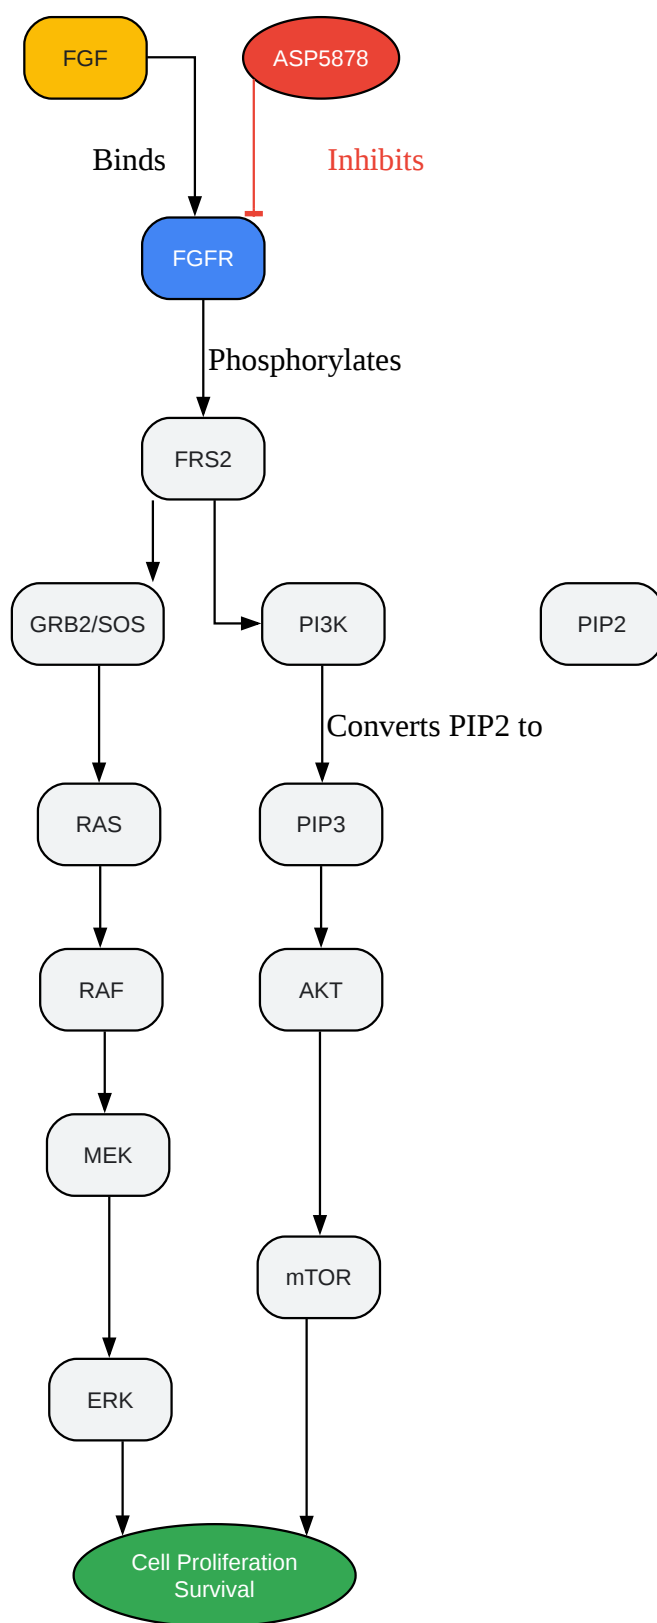 FGF
ASP5878
Binds
Inhibits
FGFR
Phosphorylates
FRS2
GRB2/SOS
PI3K
PIP2
Converts PIP2 to
RAS
PIP3
RAF
AKT
MEK
mTOR
ERK
Cell Proliferation
Survival